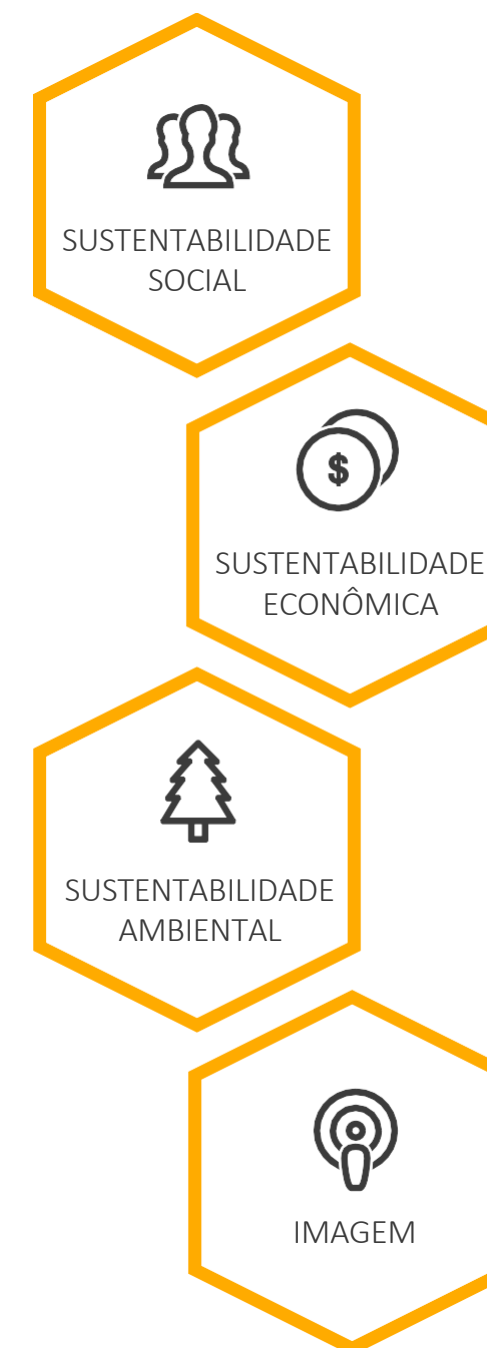 SUSTENTABILIDADE
SOCIAL
$
SUSTENTABILIDADE
ECONÔMICA
SUSTENTABILIDADE
AMBIENTAL
IMAGEM